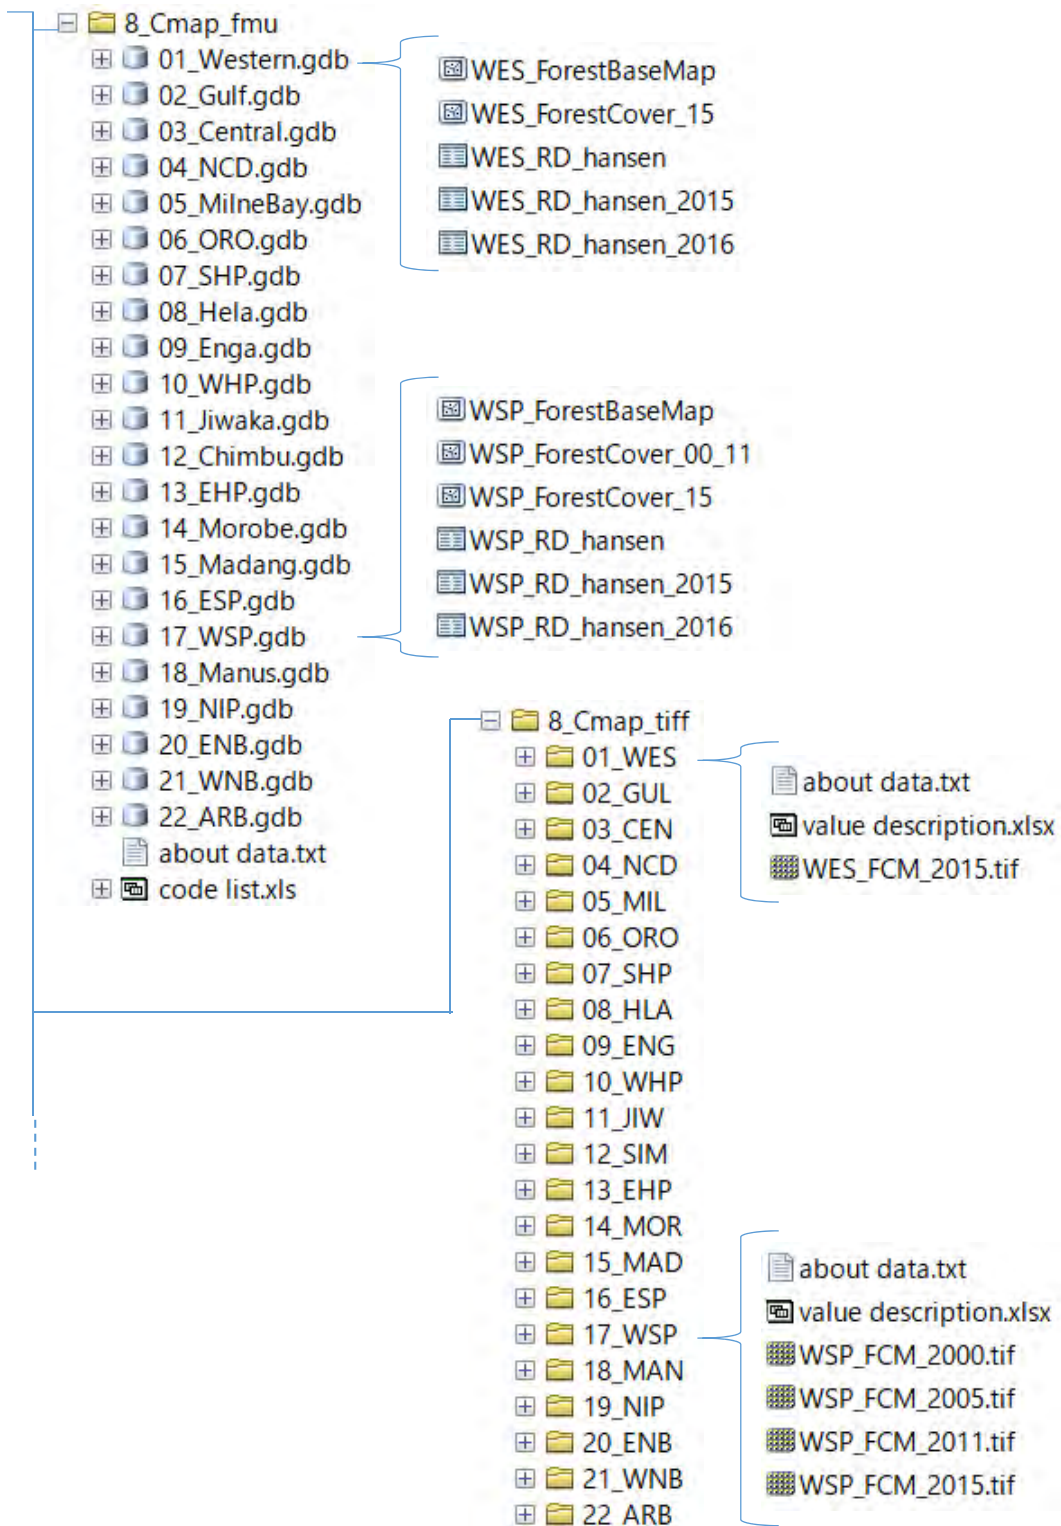 8_Cmap_fmu
01_Western.gdb
02_Gulf.gdb
03_Central.gdb
04_NCD.gdb
05_MilneBay.gdb
06_ORO.gdb
07_SHP.gdb
08_Hela.gdb
09_Enga.gdb
10_WHP.gdb
11_Jiwaka.gdb
12_Chimbu.gdb
13_EHP.gdb
14_Morobe.gdb
15_Madang.gdb
16_ESP.gdb
17_WSP.gdb
18_Manus.gdb
19_NIP.gdb
20_ENB.gdb
21_WNB.gdb
22_ARB.gdb
about data.txt
code list.xls
WES_ForestBaseMap
WES_ForestCover_15
WES_RD_hansen
WES_RD_hansen_2015
WES_RD_hansen_2016
WSP_ForestBaseMap
WSP_ForestCover_00_11
WSP_ForestCover_15
WSP_RD_hansen
WSP_RD_hansen_2015
WSP_RD_hansen_2016
8_Cmap_tiff
01_WES
02_GUL
03_CEN
04_NCD
05_MIL
06_ORO
07_SHP
08_HLA
09_ENG
10_WHP
11_JIW
12_SIM
13_EHP
14_MOR
15_MAD
16_ESP
17_WSP
18_MAN
19_NIP
20_ENB
21_WNB
22_ARB
about data.txt
value description.xlsx
WES_FCM_2015.tif
about data.txt
value description.xlsx
WSP_FCM_2000.tif
WSP_FCM_2005.tif
WSP_FCM_2011.tif
WSP_FCM_2015.tif